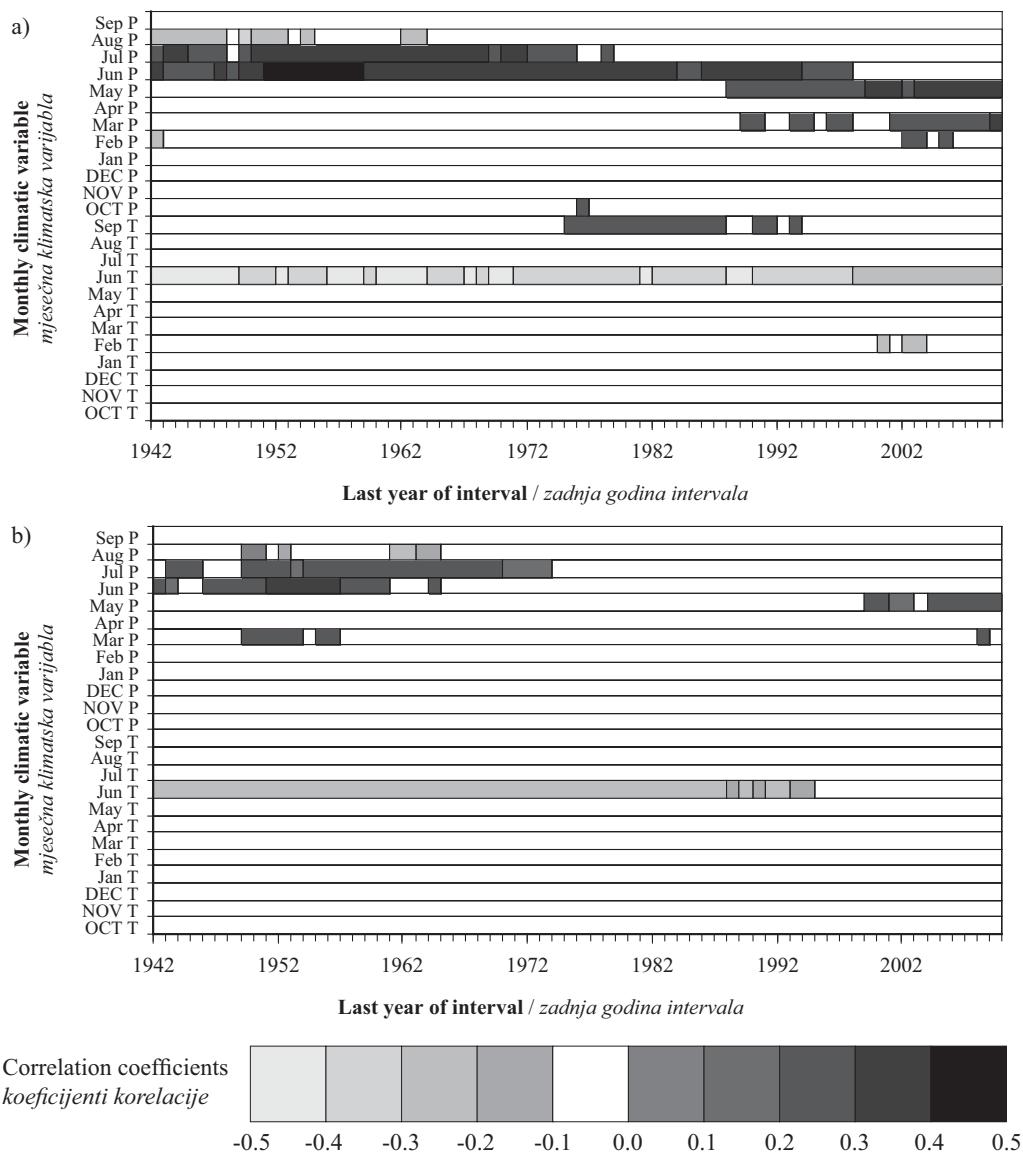 a)
Monthly climatic variable
mjesečna klimatska varijabla
Sep P
Aug P
Jul P
Jun P
May P
Apr P
Mar P
Feb P
Jan P
DEC P
NOV P
OCT P
Sep T
Aug T
Jul T
Jun T
May T
Apr T
Mar T
Feb T
Jan T
DEC T
NOV T
OCT T
1942 1952 1962 1972 1982 1992 2002
Last year of interval / zadnja godina intervala
b)
Monthly climatic variable
mjesečna klimatska varijabla
Sep P
Aug P
Jul P
Jun P
May P
Apr P
Mar P
Feb P
Jan P
DEC P
NOV P
OCT P
Sep T
Aug T
Jul T
Jun T
May T
Apr T
Mar T
Feb T
Jan T
DEC T
NOV T
OCT T
1942 1952 1962 1972 1982 1992 2002
Last year of interval / zadnja godina intervala
Correlation coefficients
koeficijenti korelacije
-0.5 -0.4 -0.3 -0.2 -0.1 0.0 0.1 0.2 0.3 0.4 0.5